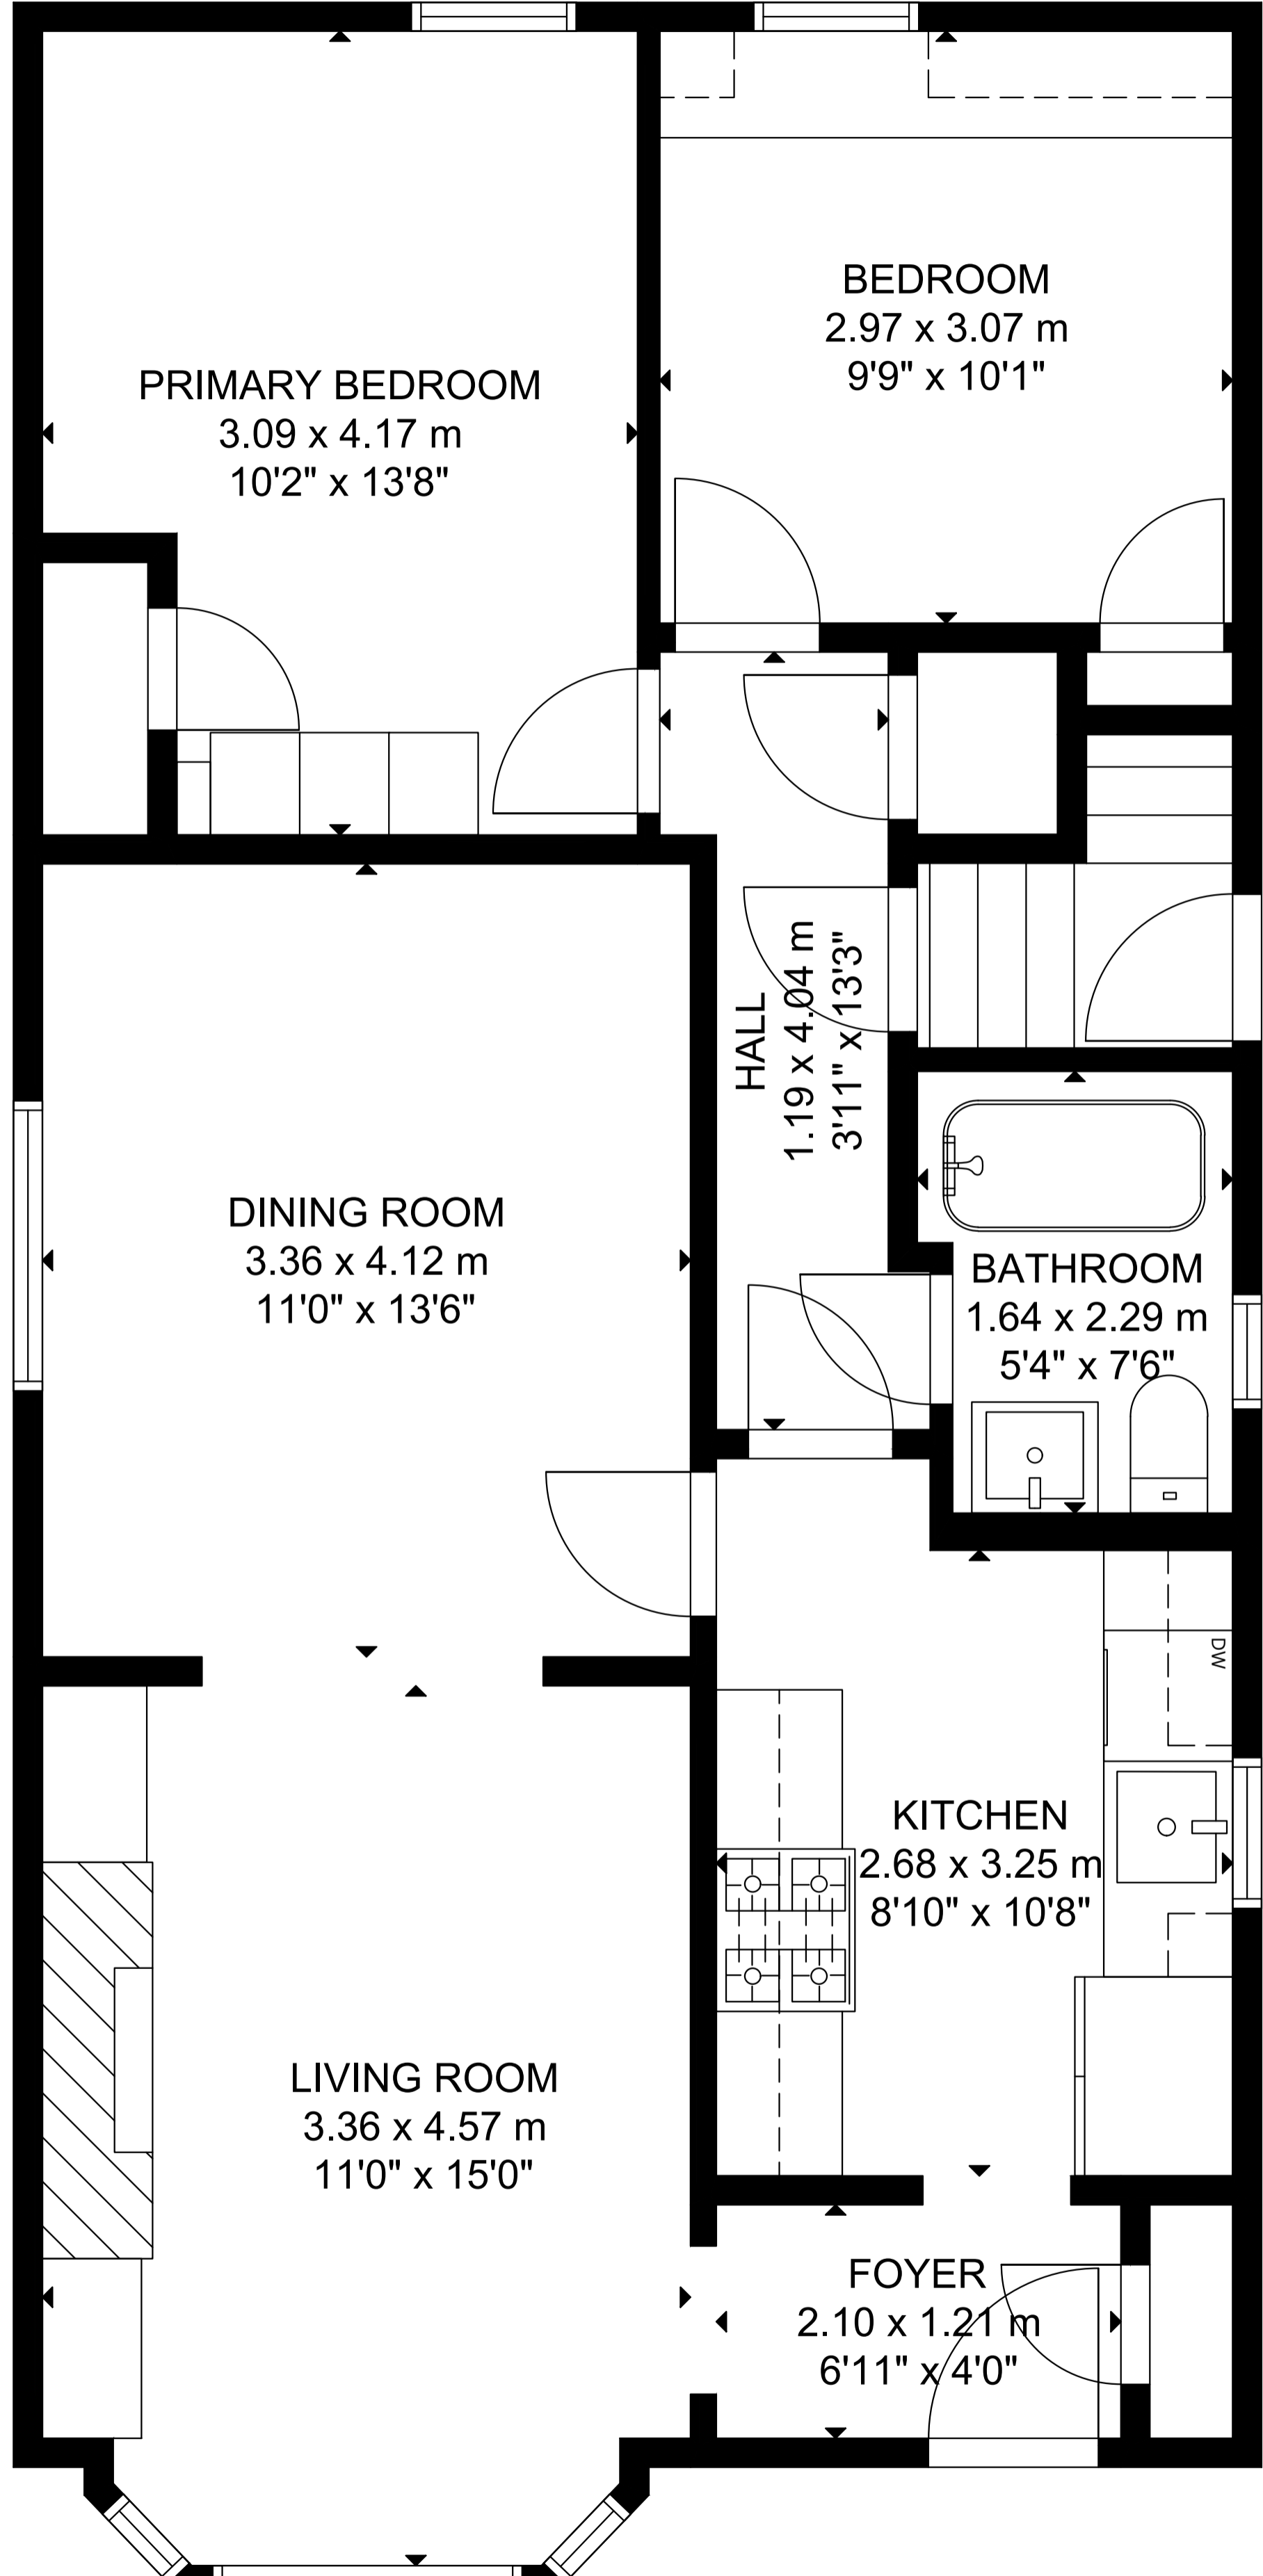 BEDROOM
2.97 x 3.07 m
9'9" x 10'1"
PRIMARY BEDROOM
3.09 x 4.17 m
10'2" x 13'8"
HALL
1.19 x 4.04 m
3'11" x 13'3"
DINING ROOM
3.36 x 4.12 m
11'0" x 13'6"
BATHROOM
1.64 x 2.29 m
5'4" x 7'6"
DW
KITCHEN
2.68 x 3.25 m
8'10" x 10'8"
LIVING ROOM
3.36 x 4.57 m
11'0" x 15'0"
FOYER
2.10 x 1.21 m
6'11" x 4'0"